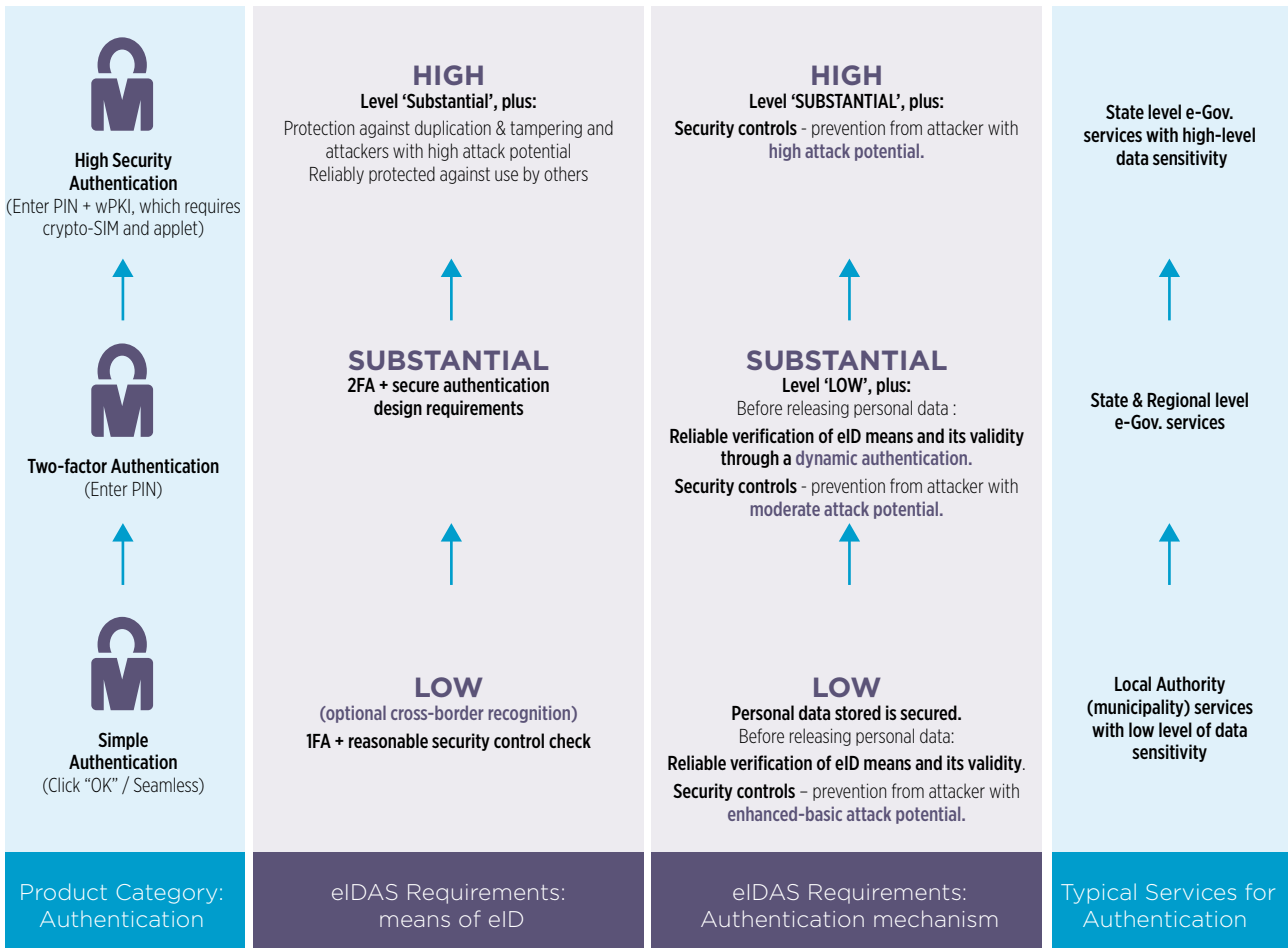 High Security
Authentication
(Enter PIN + wPKI, which requires
crypto-SIM and applet)
Two-factor Authentication
(Enter PIN)
Simple
Authentication
(Click “OK” / Seamless)
Product Category:
Authentication
HIGH
Level ‘Substantial’, plus:
Protection against duplication & tampering and
attackers with high attack potential
Reliably protected against use by others
SUBSTANTIAL
2FA + secure authentication
design requirements
LOW
(optional cross-border recognition)
1FA + reasonable security control check
eIDAS Requirements:
means of eID
HIGH
Level ‘SUBSTANTIAL’, plus:
Security controls - prevention from attacker with
high attack potential.
SUBSTANTIAL
Level ‘LOW’, plus:
Before releasing personal data :
Reliable verification of eID means and its validity
through a dynamic authentication.
Security controls - prevention from attacker with
moderate attack potential.
LOW
Personal data stored is secured.
Before releasing personal data:
Reliable verification of eID means and its validity.
Security controls – prevention from attacker with
enhanced-basic attack potential.
eIDAS Requirements:
Authentication mechanism
State level e-Gov.
services with high-level
data sensitivity
State & Regional level
e-Gov. services
Local Authority
(municipality) services
with low level of data
sensitivity
Typical Services for
Authentication